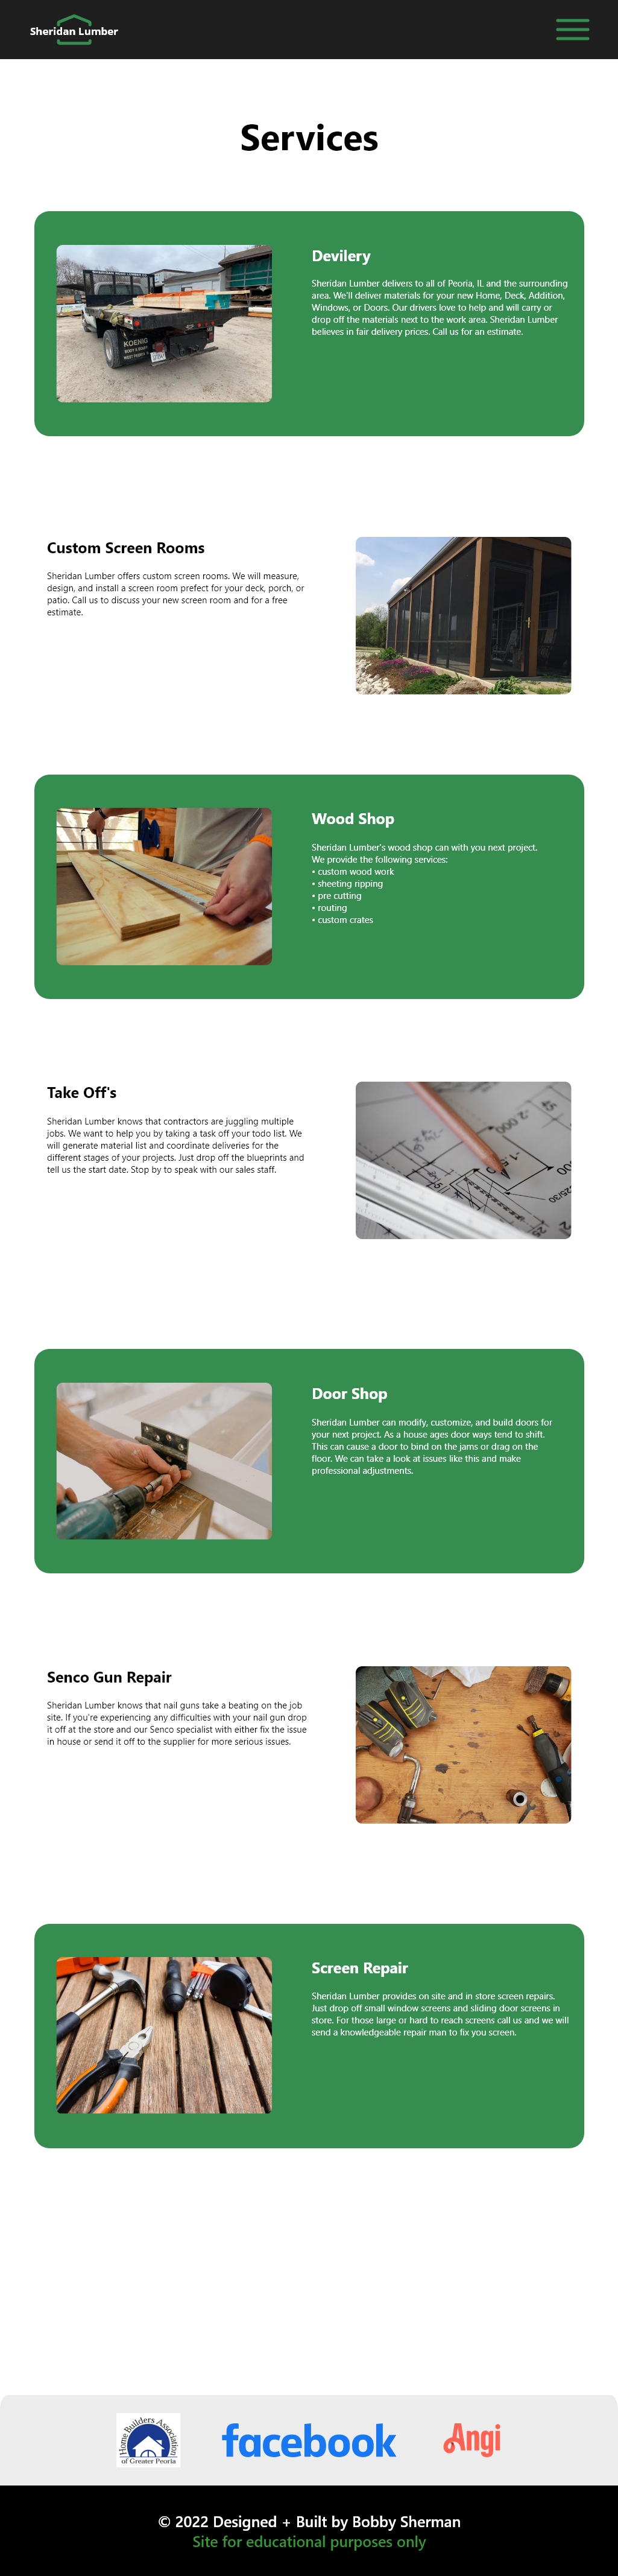 Sheridan Lumber
Services
Devilery
Sheridan Lumber delivers to all of Peoria, IL and the surrounding
area. We'll deliver materials for your new Home, Deck, Addition,
Windows, or Doors. Our drivers love to help and will carry or
drop off the materials next to the work area. Sheridan Lumber
believes in fair delivery prices. Call us for an estimate.
KOENIG
Custom Screen Rooms
Sheridan Lumber offers custom screen rooms. We will measure,
design, and install a screen room prefect for your deck, porch, or
patio. Call us to discuss your new screen room and for a free
estimate.
Wood Shop
Sheridan Lumber's wood shop can with you next project.
We provide the following services:
• custom wood work
• sheeting ripping
• pre cutting
• routing
• custom crates
Take Off's
Sheridan Lumber knows that contractors are juggling multiple
jobs. We want to help you by taking a task off your todo list. We
will generate material list and coordinate deliveries for the
different stages of your projects. Just drop off the blueprints and
tell us the start date. Stop by to speak with our sales staff.
Door Shop
Sheridan Lumber can modify, customize, and build doors for
your next project. As a house ages door ways tend to shift.
This can cause a door to bind on the jams or drag on the
floor. We can take a look at issues like this and make
professional adjustments.
Senco Gun Repair
Sheridan Lumber knows that nail guns take a beating on the job
site. If you're experiencing any difficulties with your nail gun drop
it off at the store and our Senco specialist with either fix the issue
in house or send it off to the supplier for more serious issues.
Screen Repair
Sheridan Lumber provides on site and in store screen repairs.
Just drop off small window screens and sliding door screens in
store. For those large or hard to reach screens call us and we will
send a knowledgeable repair man to fix you screen.
Home Builders Association
of Greater Peoria
facebook
Angi
© 2022 Designed + Built by Bobby Sherman
Site for educational purposes only